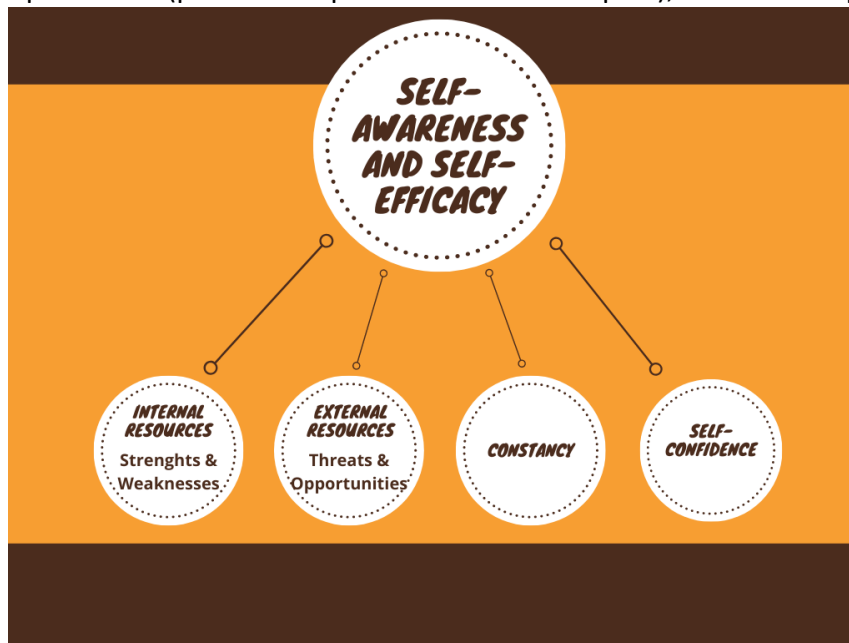 SELF-
AWARENESS
AND SELF-
EFFICACY
INTERNAL
RESOURCES
Strenghts &
Weaknesses
EXTERNAL
RESOURCES
Threats &
Opportunities
CONSTANCY
SELF-
CONFIDENCE